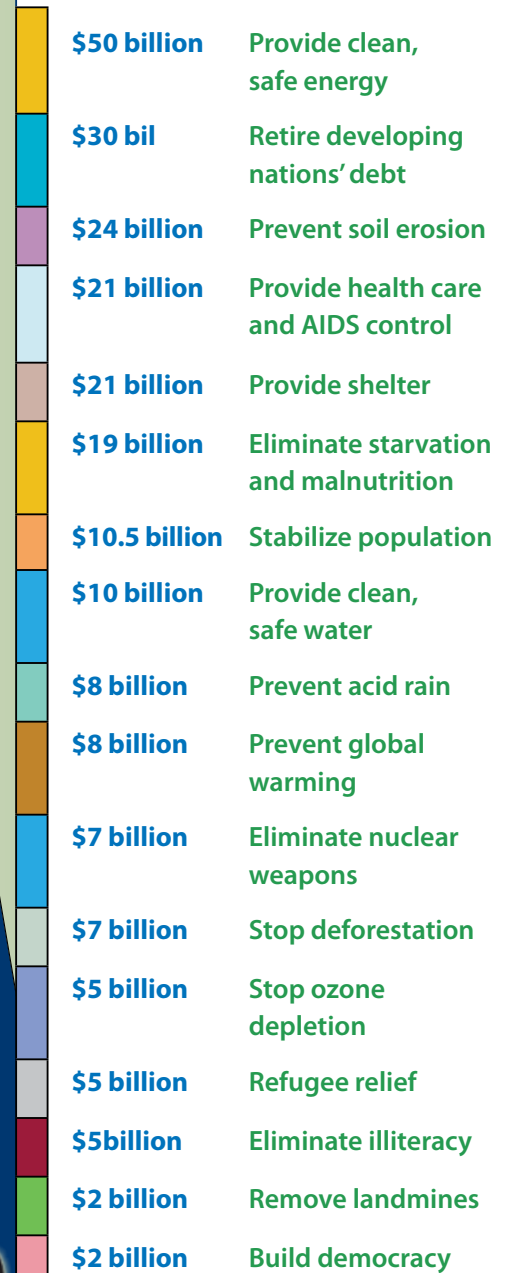 $50 billion Provide clean,
safe energy
$30 bil Retire developing
nations’ debt
$24 billion Prevent soil erosion
$21 billion Provide health care
and AIDS control
$21 billion Provide shelter
$19 billion Eliminate starvation
and malnutrition
$10.5 billion Stabilize population
$10 billion Provide clean,
safe water
$8 billion Prevent acid rain
$8 billion Prevent global
warming
$7 billion Eliminate nuclear
weapons
$7 billion Stop deforestation
$5 billion Stop ozone
depletion
$5 billion Refugee relief
$5billion Eliminate illiteracy
$2 billion Remove landmines
$2 billion Build democracy